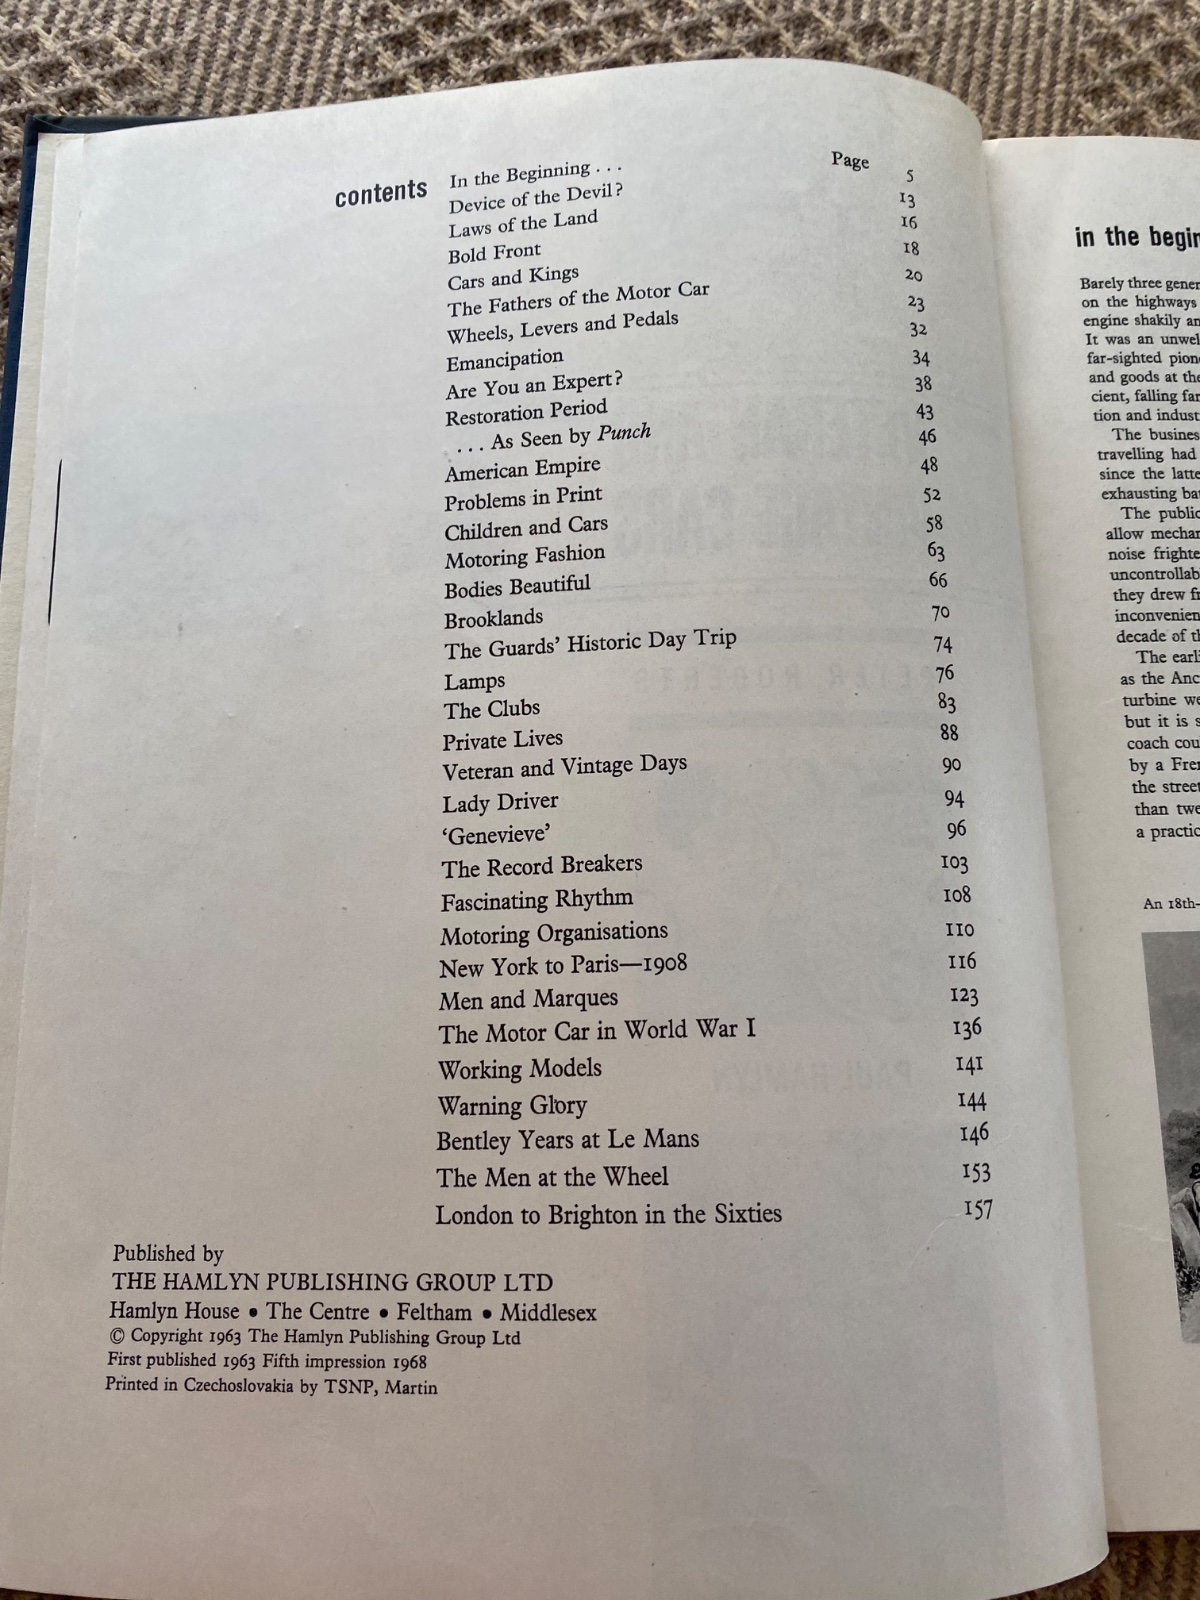 contents
Page
In the Beginning . . . 5
Device of the Devil? 13
Laws of the Land 16
Bold Front 18
Cars and Kings 20
The Fathers of the Motor Car 23
Wheels, Levers and Pedals 32
Emancipation 34
Are You an Expert? 38
Restoration Period 43
. . . As Seen by Punch 46
American Empire 48
Problems in Print 52
Children and Cars 58
Motoring Fashion 63
Bodies Beautiful 66
Brooklands 70
The Guards' Historic Day Trip 74
Lamps 76
The Clubs 83
Private Lives 88
Veteran and Vintage Days 90
Lady Driver 94
'Genevieve' 96
The Record Breakers 103
Fascinating Rhythm 108
Motoring Organisations 110
New York to Paris—1908 116
Men and Marques 123
The Motor Car in World War I 136
Working Models 141
Warning Glory 144
Bentley Years at Le Mans 146
The Men at the Wheel 153
London to Brighton in the Sixties 157
Published by
THE HAMLYN PUBLISHING GROUP LTD
Hamlyn House • The Centre • Feltham • Middlesex
© Copyright 1963 The Hamlyn Publishing Group Ltd
First published 1963 Fifth impression 1968
Printed in Czechoslovakia by TSNP, Martin
in the begin
Barely three gener
on the highways
engine shakily an
It was an unwel
far-sighted pion
and goods at the
cient, falling far
tion and indust
The business
travelling had
since the latte
exhausting ba
The public
allow mechan
noise frighte
uncontrollab
they drew fr
inconvenien
decade of th
The earli
as the Anc
turbine we
but it is s
coach cou
by a Fren
the street
than twe
a practic
An 18th-